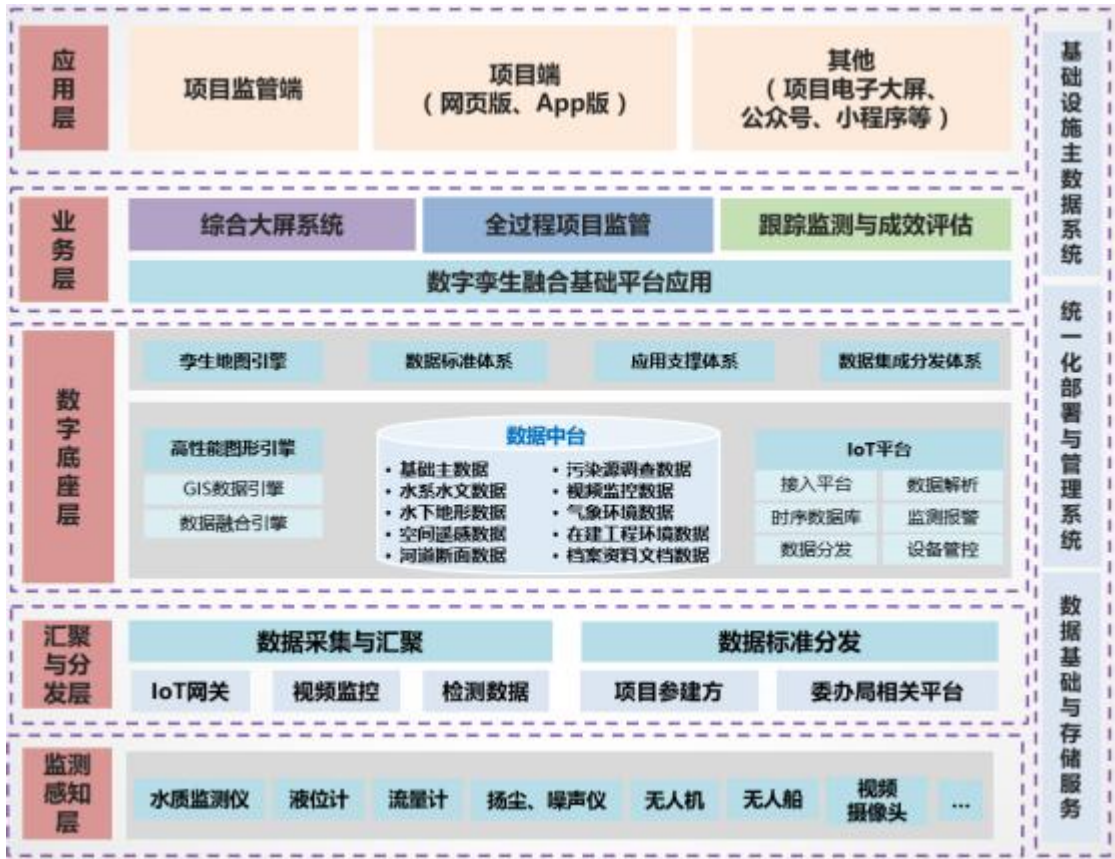 应用层
项目监管端
项目端
（网页版、App版）
其他
（项目电子大屏、
公众号、小程序等）
业务层
综合大屏系统
全过程项目监管
跟踪监测与成效评估
数字孪生融合基础平台应用
数字底座层
孪生地图引擎
数据标准体系
应用支撑体系
数据集成分发体系
高性能图形引擎
GIS数据引擎
数据融合引擎
数据中台
• 基础主数据
• 水系水文数据
• 水下地形数据
• 空间遥感数据
• 河道断面数据
• 污染源调查数据
• 视频监控数据
• 气象环境数据
• 在建工程环境数据
• 档案资料文档数据
IoT平台
接入平台
数据解析
时序数据库
监测报警
数据分发
设备管控
汇聚
与分
发层
数据采集与汇聚
数据标准分发
IoT网关
视频监控
检测数据
项目参建方
委办局相关平台
监测
感知
层
水质监测仪
液位计
流量计
扬尘、噪声仪
无人机
无人船
视频
摄像头
...
基础设施主数据系统
统一化部署与管理系统
数据基础与存储服务